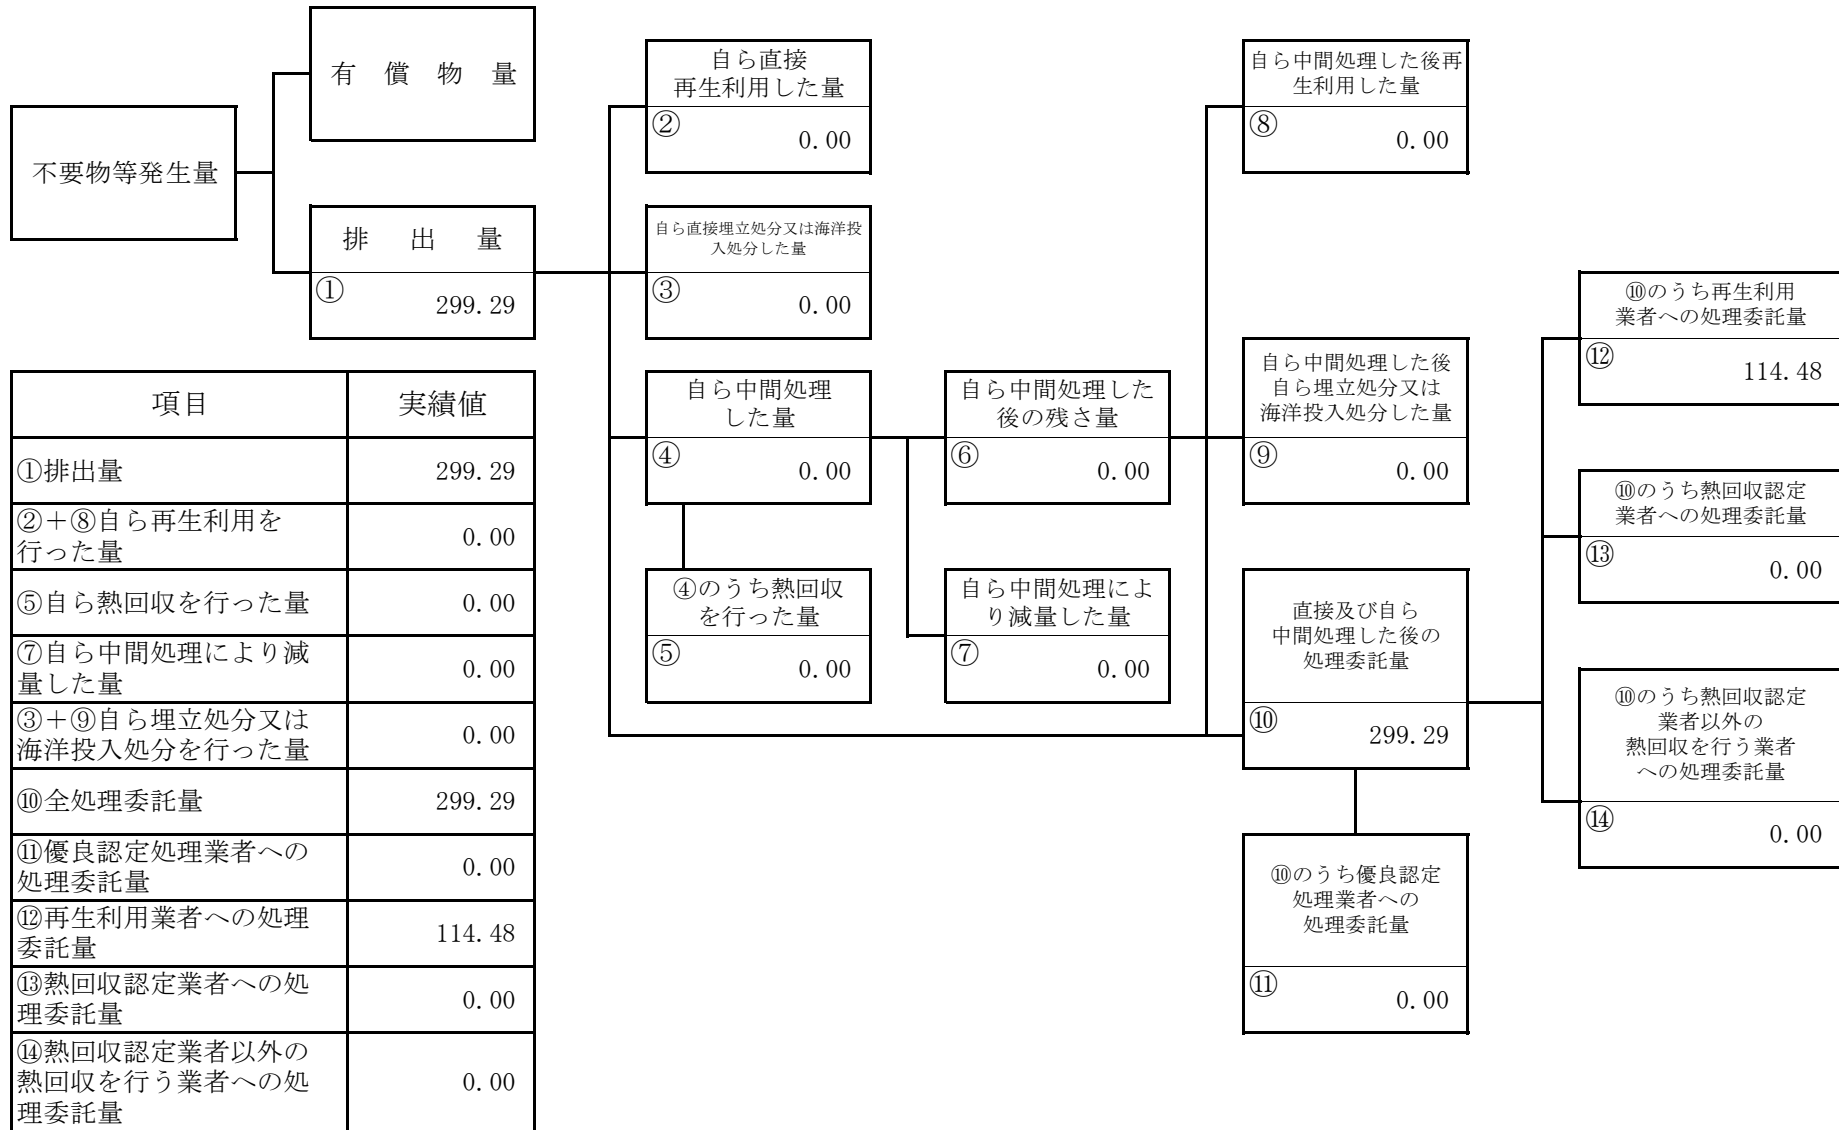 不要物等発生量
有 償 物 量
排 出 量
① 299.29
自ら直接
再生利用した量
② 0.00
自ら直接埋立処分又は海洋投
入処分した量
③ 0.00
自ら中間処理
した量
④ 0.00
④のうち熱回収
を行った量
⑤ 0.00
自ら中間処理した
後の残さ量
⑥ 0.00
自ら中間処理によ
り減量した量
⑦ 0.00
自ら中間処理した後再
生利用した量
⑧ 0.00
自ら中間処理した後
自ら埋立処分又は
海洋投入処分した量
⑨ 0.00
直接及び自ら
中間処理した後の
処理委託量
⑩ 299.29
⑩のうち優良認定
処理業者への
処理委託量
⑪ 0.00
⑩のうち再生利用
業者への処理委託量
⑫ 114.48
⑩のうち熱回収認定
業者への処理委託量
⑬ 0.00
⑩のうち熱回収認定
業者以外の
熱回収を行う業者
への処理委託量
⑭ 0.00
項目 実績値
①排出量 299.29
②＋⑧自ら再生利用を
行った量 0.00
⑤自ら熱回収を行った量 0.00
⑦自ら中間処理により減
量した量 0.00
③＋⑨自ら埋立処分又は
海洋投入処分を行った量 0.00
⑩全処理委託量 299.29
⑪優良認定処理業者への
処理委託量 0.00
⑫再生利用業者への処理
委託量 114.48
⑬熱回収認定業者への処
理委託量 0.00
⑭熱回収認定業者以外の
熱回収を行う業者への処
理委託量 0.00